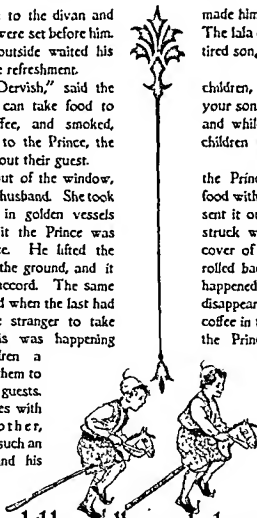 to the divan and
were set before him.
outside waited his
refreshment.
Dervish," said the
can take food to
fee, and smoked,
to the Prince, the
out their guest.
out of the window,
husband. She took
in golden vessels
it the Prince was
ce. He lifted the
the ground, and it
accord. The same
d when the last had
stranger to take
is was happening
dren a
hem to
guests.
es with
other,
such an
nd his
made him
The lala
tired son,
children,
your son
and while
children
the Prince
food with
sent it ou
struck w
cover of
rolled ba
happened
disappear
coffee in t
the Prince